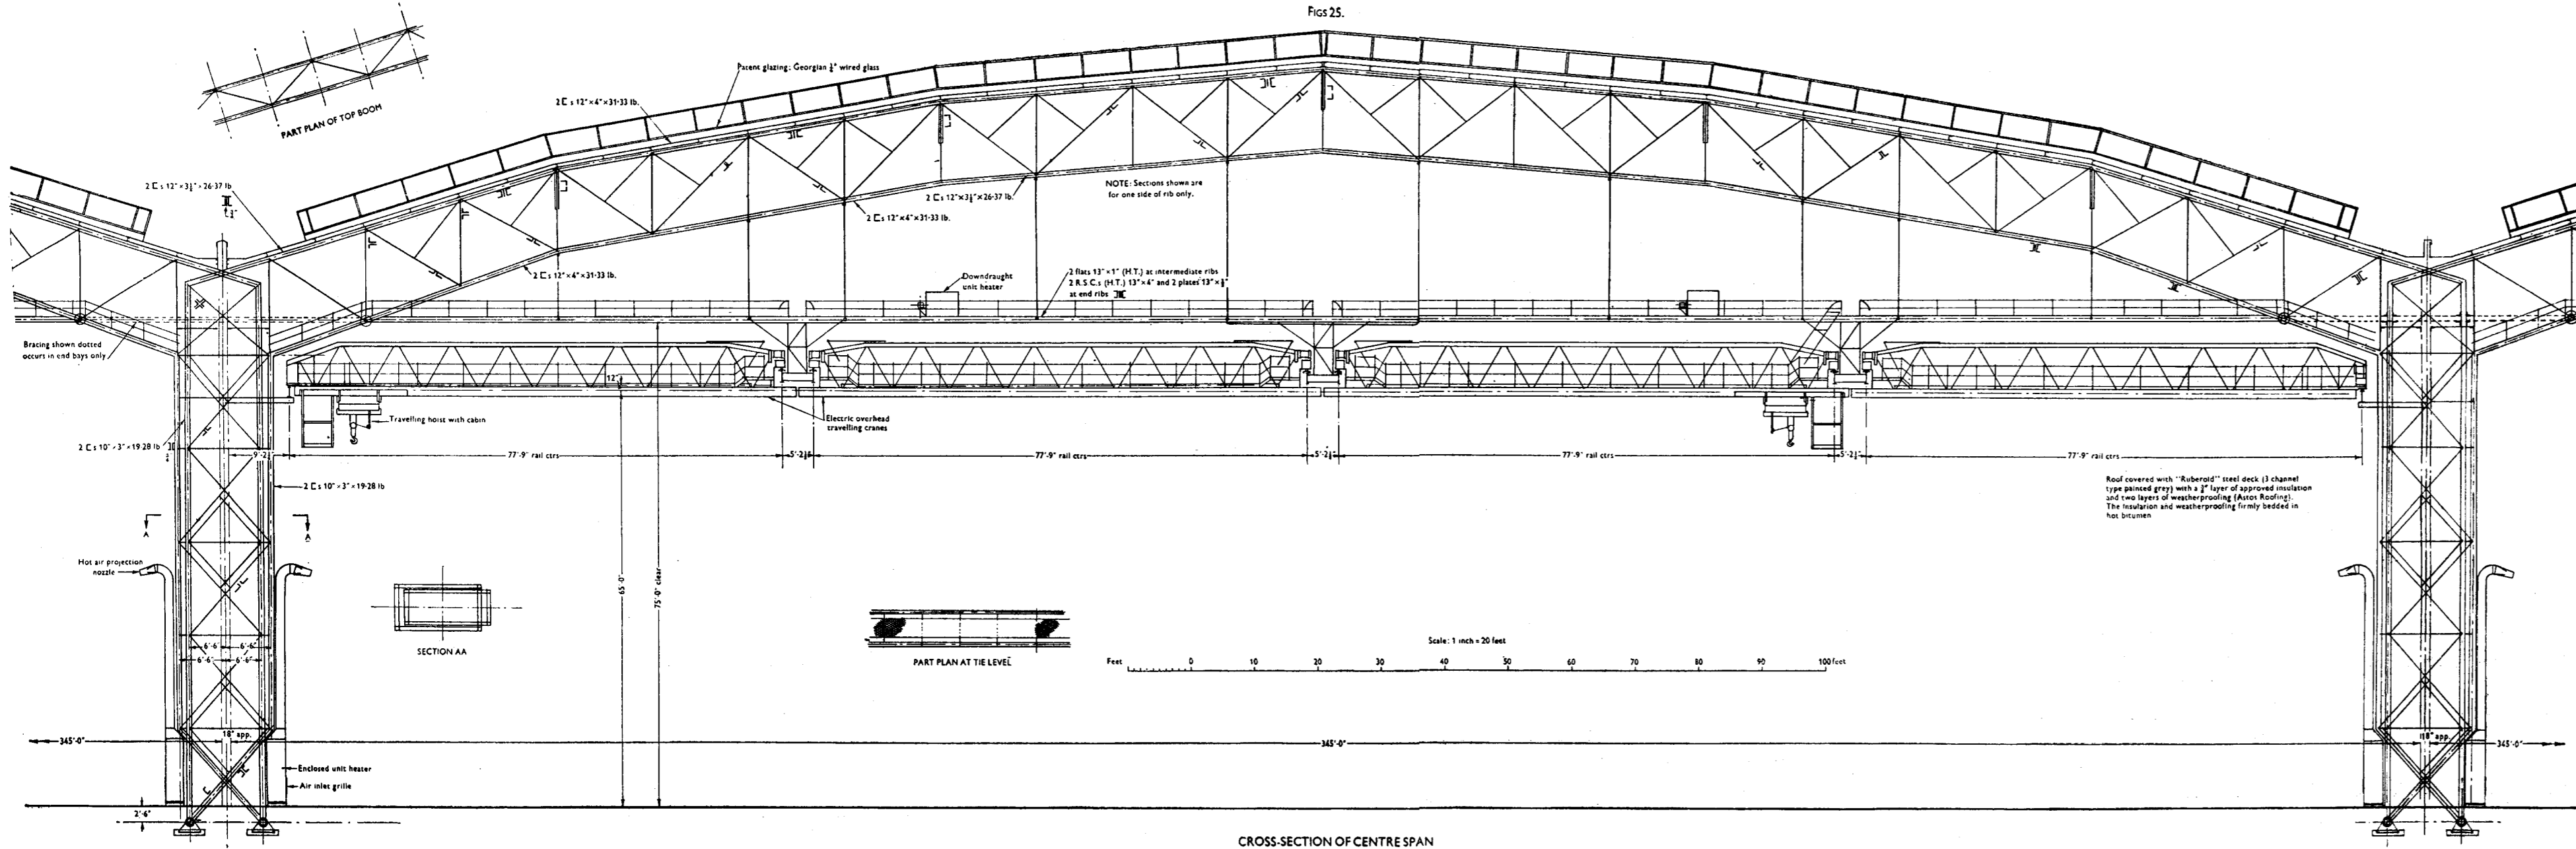 FIGS 25.
PART PLAN OF TOP BOOM
Patent glazing: Georgian ¼" wired glass
2 [s 12"×4"×31·33 lb.
2 [s 12"×3½"×26·37 lb
NOTE: Sections shown are
for one side of rib only.
2 [s 12"×3½"×26·37 lb.
2 [s 12"×4"×31·33 lb.
2 [s 12"×4"×31·33 lb.
Downdraught
unit heater
2 flats 13"×1" (H.T.) at intermediate ribs
2 R.S.C.s (H.T.) 13"×4" and 2 plates 13"×
at end ribs
Bracing shown dotted
occurs in end bays only
12"
Travelling hoist with cabin
Electric overhead
travelling cranes
2 [s 10"×3"×19·28 lb
77'-9" rail ctrs
77'-9" rail ctrs
77'-9" rail ctrs
77'-9" rail ctrs
2 [s 10"×3"×19·28 lb
Roof covered with "Ruberoid" steel deck (3 channel
type painted grey) with a ½" layer of approved insulation
and two layers of weatherproofing (Astos Roofing).
The insulation and weatherproofing firmly bedded in
hot bitumen
A
A
Hot air projection
nozzle
65'-0"
75'-0" clear
SECTION AA
PART PLAN AT TIE LEVEL
Scale: 1 inch = 20 feet
Feet 0 10 20 30 40 50 60 70 80 90 100 feet
6'-6" 6'-6"
6'-6" 6'-6"
345'-0"
18" app.
345'-0"
18" app.
345'-0"
Enclosed unit heater
Air inlet grille
2'-6"
CROSS-SECTION OF CENTRE SPAN